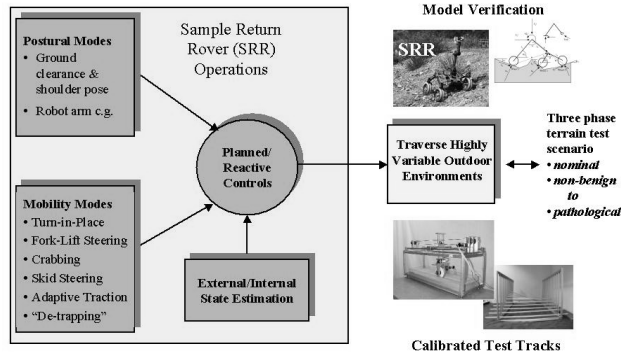 Postural Modes
• Ground
clearance &
shoulder pose
• Robot arm c.g.
Sample Return
Rover (SRR)
Operations
Planned/
Reactive
Controls
Mobility Modes
• Turn-in-Place
• Fork-Lift Steering
• Crabbing
• Skid Steering
• Adaptive Traction
• “De-trapping”
External/Internal
State Estimation
Model Verification
SRR
Traverse Highly
Variable Outdoor
Environments
Three phase
terrain test
scenario
• nominal
• non-benign
to
• pathological
Calibrated Test Tracks